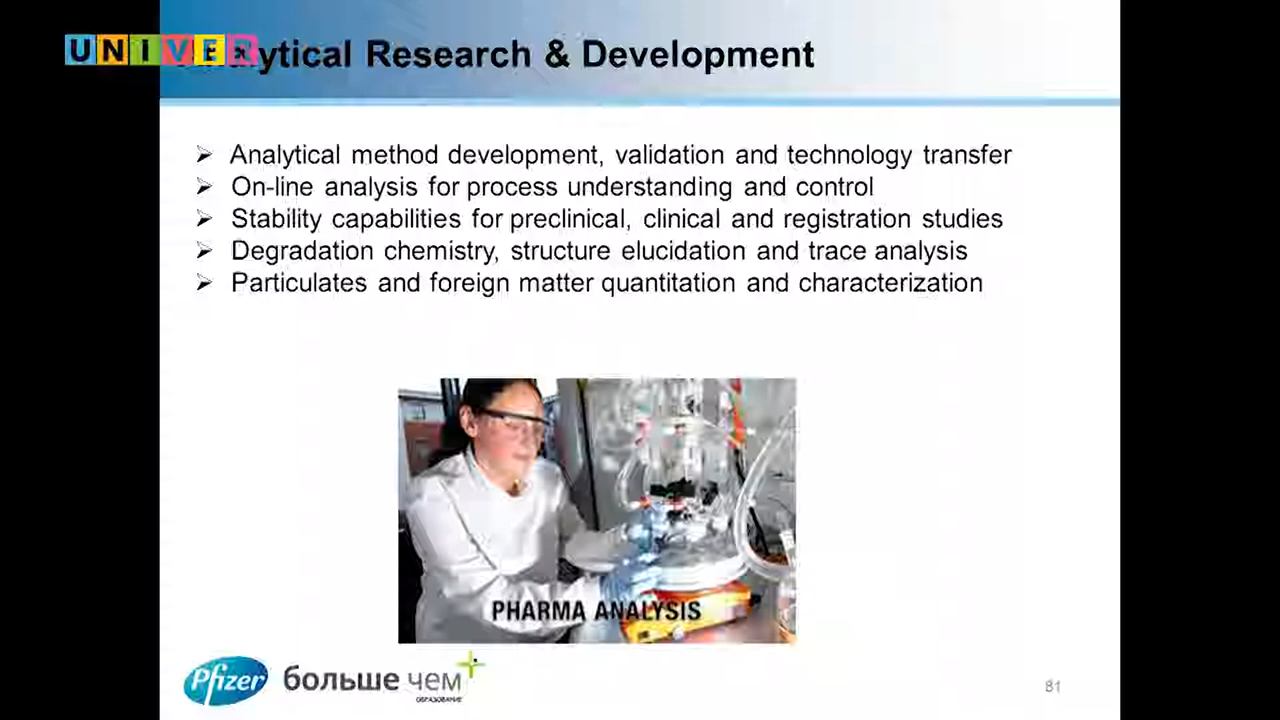 UNIVER
Analytical Research & Development
Analytical method development, validation and technology transfer
On-line analysis for process understanding and control
Stability capabilities for preclinical, clinical and registration studies
Degradation chemistry, structure elucidation and trace analysis
Particulates and foreign matter quantitation and characterization
PHARMA ANALYSIS
Pfizer
больше чем
ОБРАЗОВАНИЕ
81